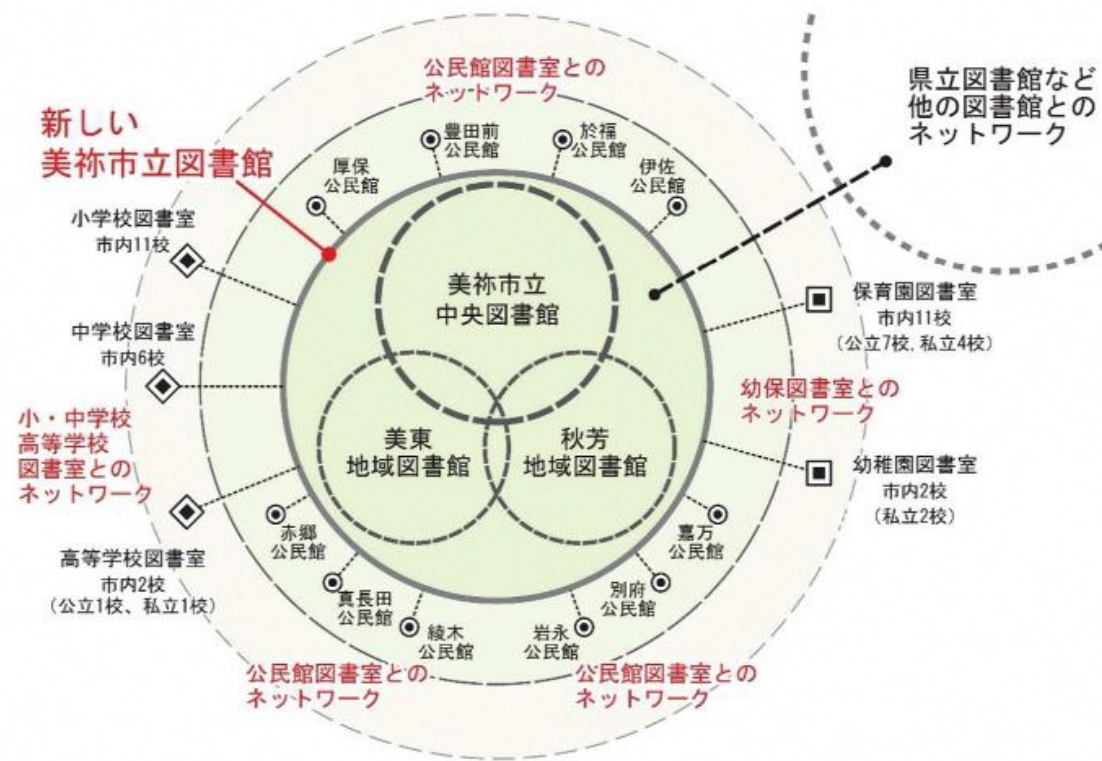 公民館図書室との
ネットワーク
県立図書館など
他の図書館との
ネットワーク
新しい
美祢市立図書館
豊田前
公民館
於福
公民館
厚保
公民館
伊佐
公民館
小学校図書室
市内11校
美祢市立
中央図書館
保育園図書室
市内11校
(公立7校, 私立4校)
中学校図書室
市内6校
幼保図書室との
ネットワーク
小・中学校
高等学校
図書室との
ネットワーク
美東
地域図書館
秋芳
地域図書館
幼稚園図書室
市内2校
(私立2校)
高等学校図書室
市内2校
(公立1校、私立1校)
赤郷
公民館
真長田
公民館
綾木
公民館
岩永
公民館
別府
公民館
嘉万
公民館
公民館図書室との
ネットワーク
公民館図書室との
ネットワーク